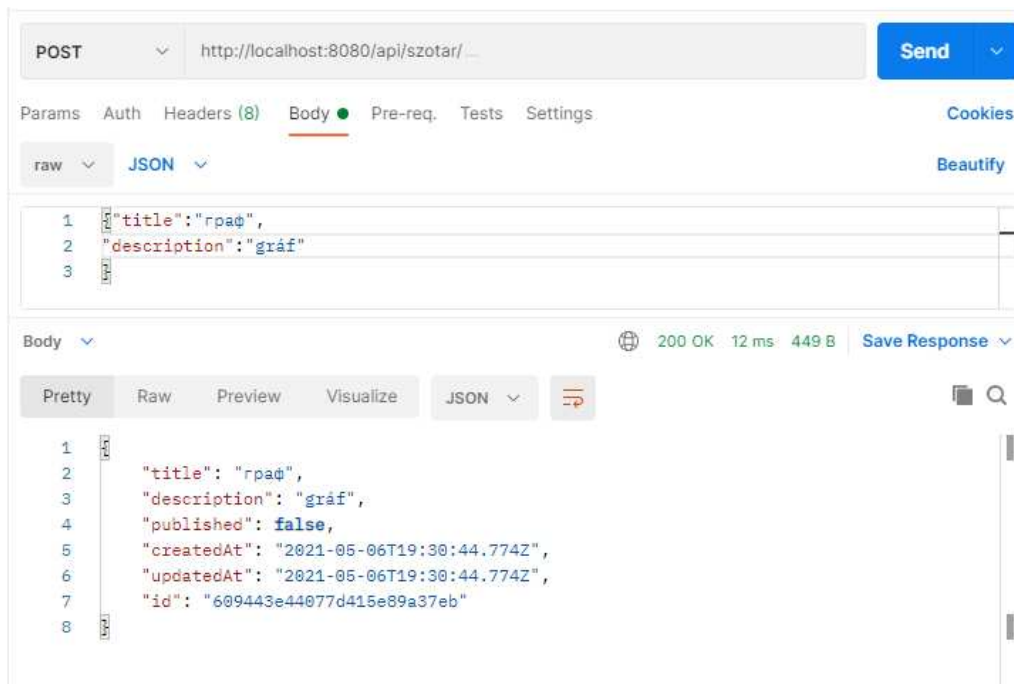 POST http://localhost:8080/api/szotar/ ... Send
Params Auth Headers (8) Body Pre-req. Tests Settings Cookies
raw JSON Beautify
1 {"title":"граф",
2 "description":"gráf"
3 }
Body 200 OK 12 ms 449 B Save Response
Pretty Raw Preview Visualize JSON
1 {
2 "title": "граф",
3 "description": "gráf",
4 "published": false,
5 "createdAt": "2021-05-06T19:30:44.774Z",
6 "updatedAt": "2021-05-06T19:30:44.774Z",
7 "id": "609443e44077d415e89a37eb"
8 }